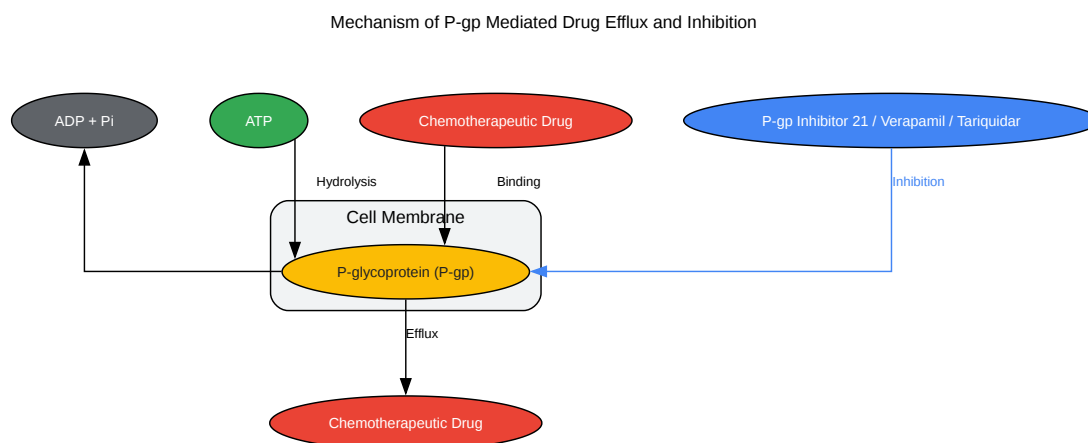 Mechanism of P-gp Mediated Drug Efflux and Inhibition
ADP + Pi
ATP
Chemotherapeutic Drug
P-gp Inhibitor 21 / Verapamil / Tariquidar
Hydrolysis
Binding
Inhibition
Cell Membrane
P-glycoprotein (P-gp)
Efflux
Chemotherapeutic Drug